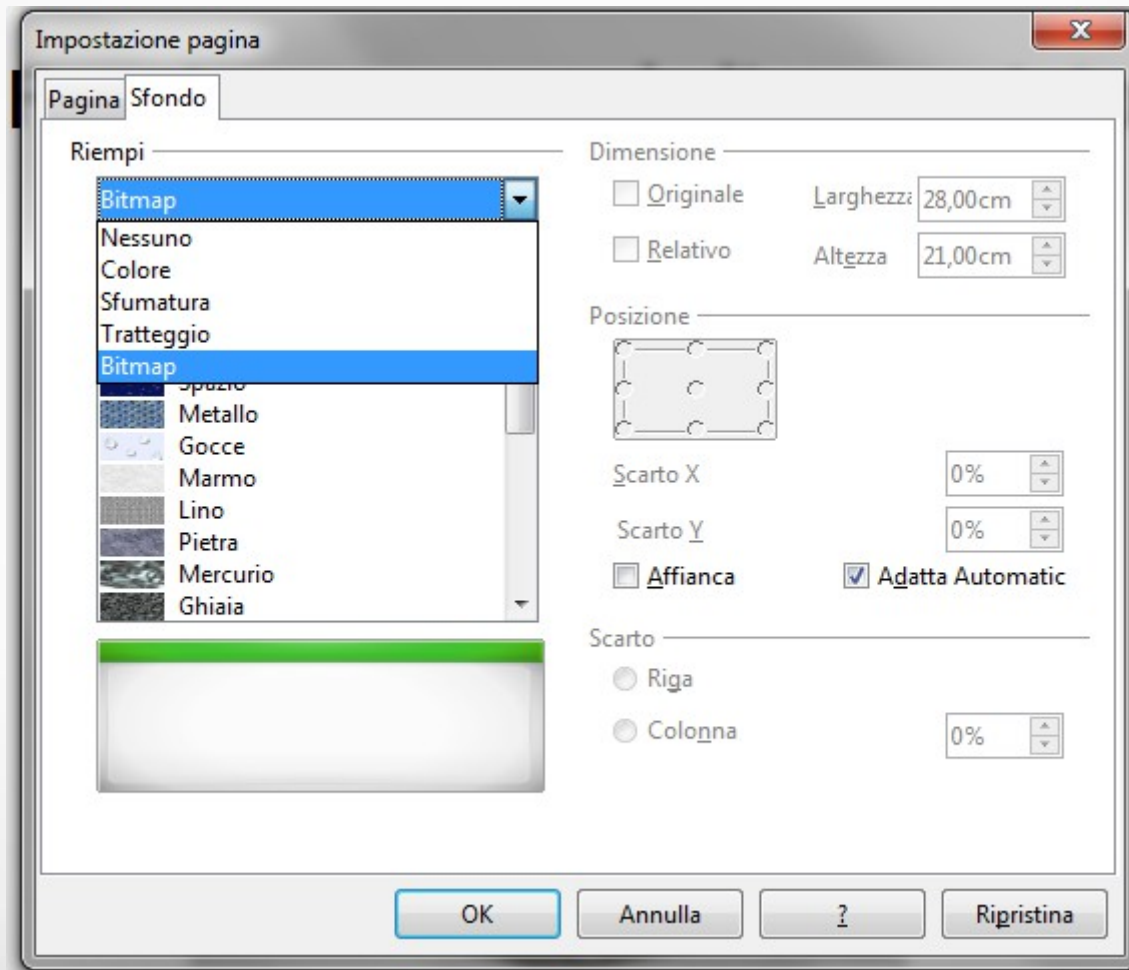 Impostazione pagina
Pagina Sfondo
Riempi
Bitmap
Nessuno
Colore
Sfumatura
Tratteggio
Bitmap
Spazio
Metallo
Gocce
Marmo
Lino
Pietra
Mercurio
Ghiaia
Dimensione
Originale Larghezza 28,00cm
Relativo Altezza 21,00cm
Posizione
Scarto X 0%
Scarto Y 0%
Affianca Adatta Automatic
Scarto
Riga
Colonna 0%
OK Annulla ? Ripristina